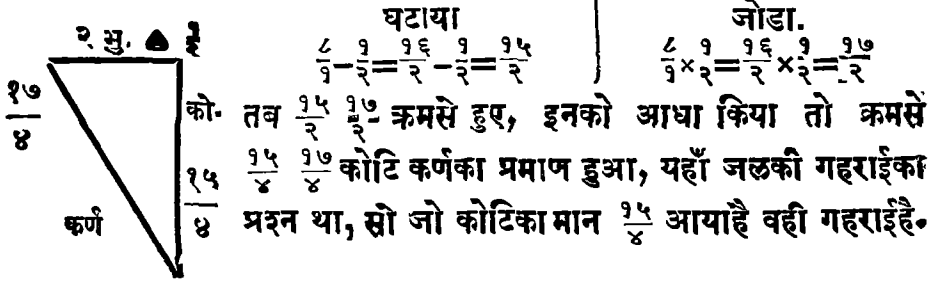 घटाया
जोडा.
८/१-१/२=१६/२-१/२=१५/२
८/१×१/२=१६/२×१/२=१७/२
२ भु.
१७/४
को.
१५/४
कर्ण
तब १५/२ १७/२ क्रमसे हुए, इनको आधा किया तो क्रमसें
१५/४ १७/४ कोटि कर्णका प्रमाण हुआ, यहाँ जलकी गहराईका
प्रश्न था, सो जो कोटिका मान १५/४ आयाहै वही गहराईहै.